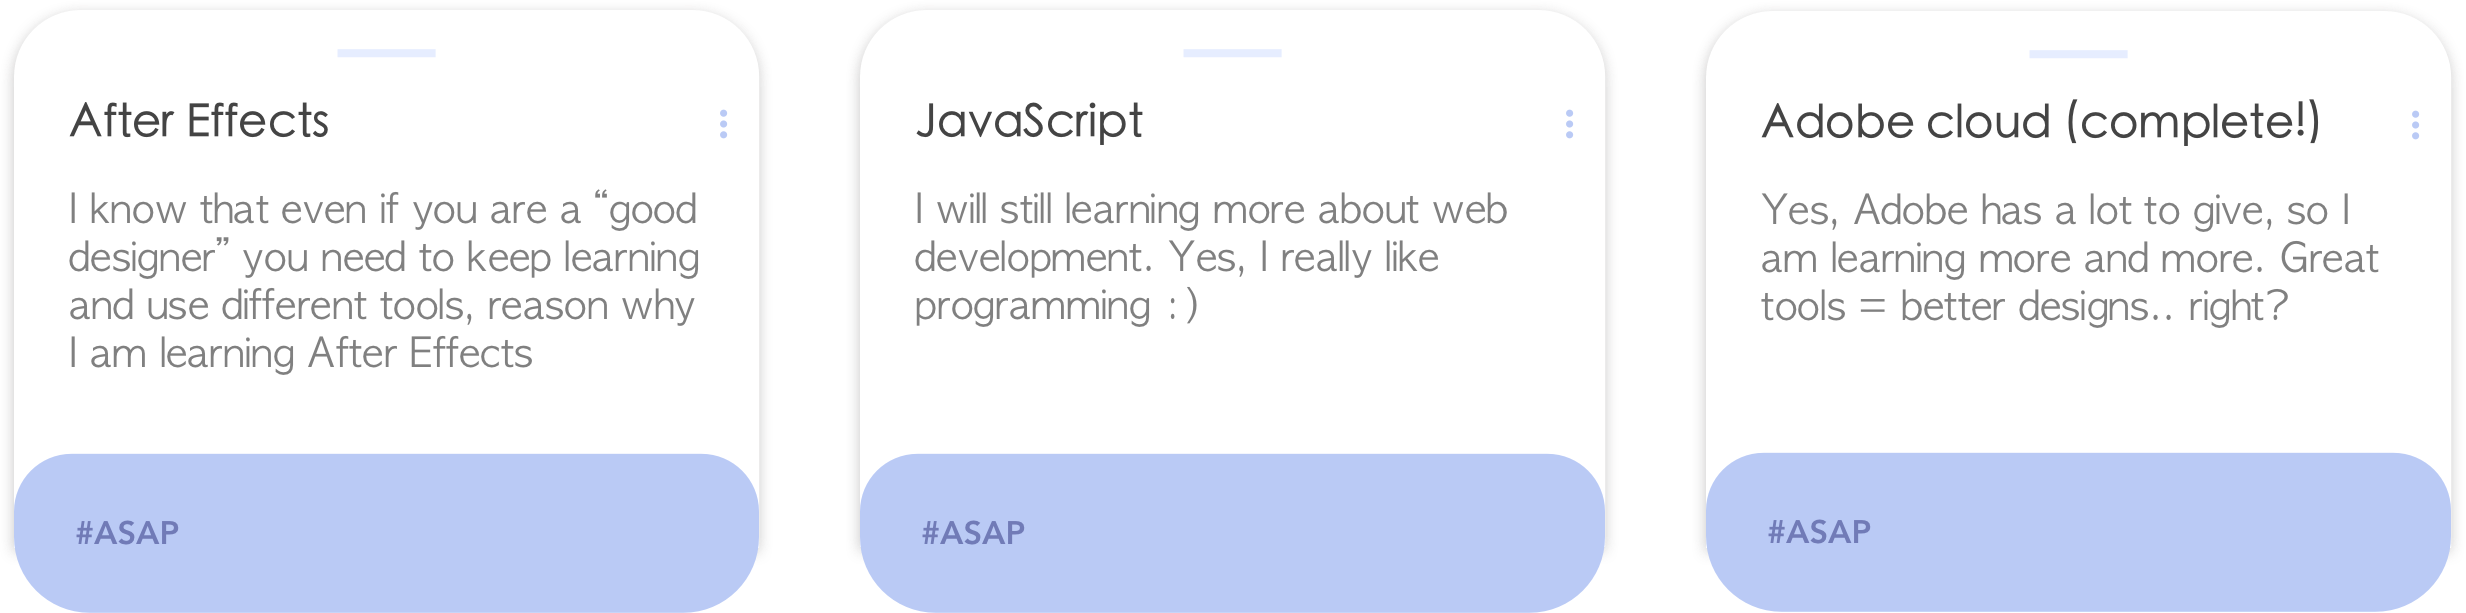 After Effects
I know that even if you are a “good
designer” you need to keep learning
and use different tools, reason why
I am learning After Effects
#ASAP
JavaScript
I will still learning more about web
development. Yes, I really like
programming :)
#ASAP
Adobe cloud (complete!)
Yes, Adobe has a lot to give, so I
am learning more and more. Great
tools = better designs.. right?
#ASAP